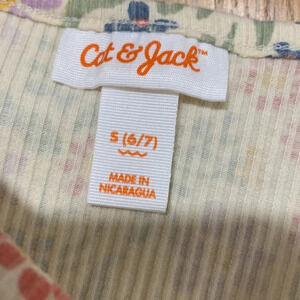 Cat & Jack™
S (6/7)
MADE IN
NICARAGUA